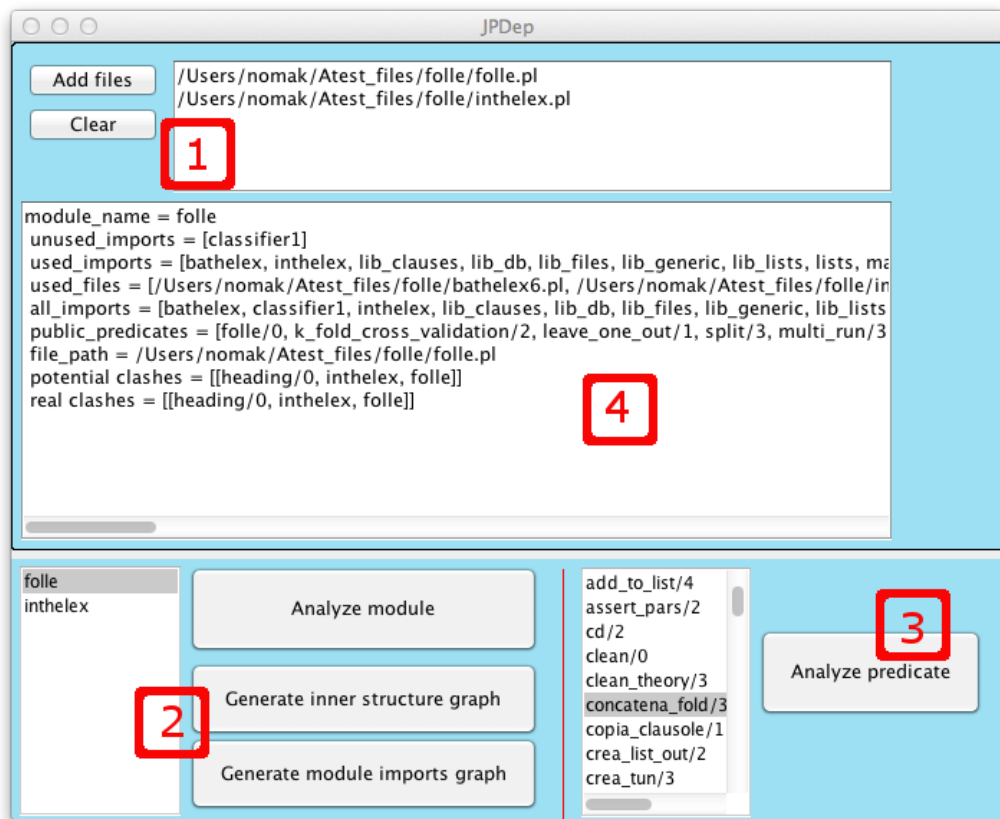 JPDep
Add files
/Users/nomak/Atest_files/folle/folle.pl
/Users/nomak/Atest_files/folle/inthelex.pl
Clear
1
module_name = folle
unused_imports = [classifier1]
used_imports = [bathelex, inthelex, lib_clauses, lib_db, lib_files, lib_generic, lib_lists, lists, ma
used_files = [/Users/nomak/Atest_files/folle/bathelex6.pl, /Users/nomak/Atest_files/folle/in
all_imports = [bathelex, classifier1, inthelex, lib_clauses, lib_db, lib_files, lib_generic, lib_lists
public_predicates = [folle/0, k_fold_cross_validation/2, leave_one_out/1, split/3, multi_run/3
file_path = /Users/nomak/Atest_files/folle/folle.pl
potential clashes = [[heading/0, inthelex, folle]]
real clashes = [[heading/0, inthelex, folle]]
4
folle
inthelex
Analyze module
Generate inner structure graph
2
Generate module imports graph
add_to_list/4
assert_pars/2
cd/2
clean/0
clean_theory/3
concatena_fold/3
copia_clausole/1
crea_list_out/2
crea_tun/3
3
Analyze predicate